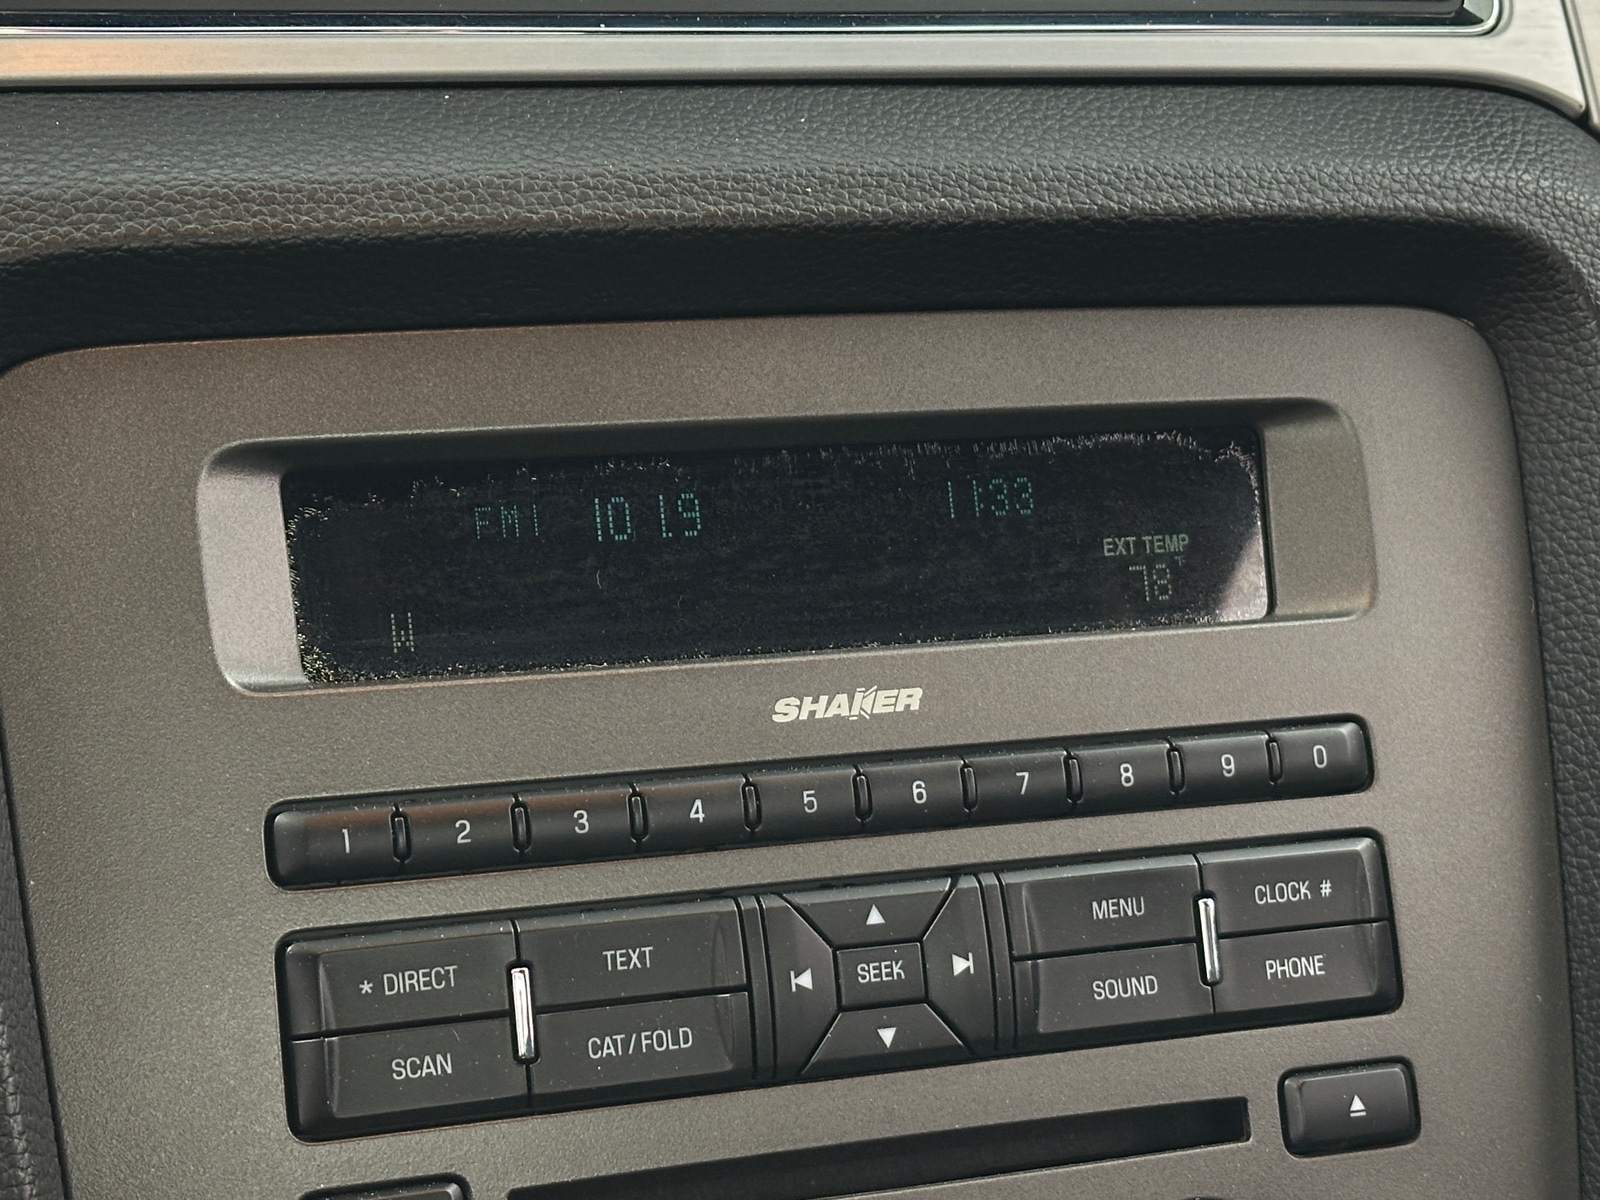 FM1 101.9 11:33
EXT TEMP
78°F
W
SHAKER
1 2 3 4 5 6 7 8 9 0
* DIRECT TEXT SEEK MENU CLOCK #
SCAN CAT/FOLD SOUND PHONE